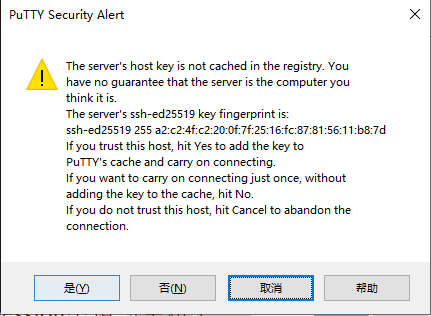 PuTTY Security Alert
The server's host key is not cached in the registry. You
have no guarantee that the server is the computer you
think it is.
The server's ssh-ed25519 key fingerprint is:
ssh-ed25519 255 a2:c2:4f:c2:20:0f:7f:25:16:fc:87:81:56:11:b8:7d
If you trust this host, hit Yes to add the key to
PuTTY's cache and carry on connecting.
If you want to carry on connecting just once, without
adding the key to the cache, hit No.
If you do not trust this host, hit Cancel to abandon the
connection.
是(Y) 否(N) 取消 帮助